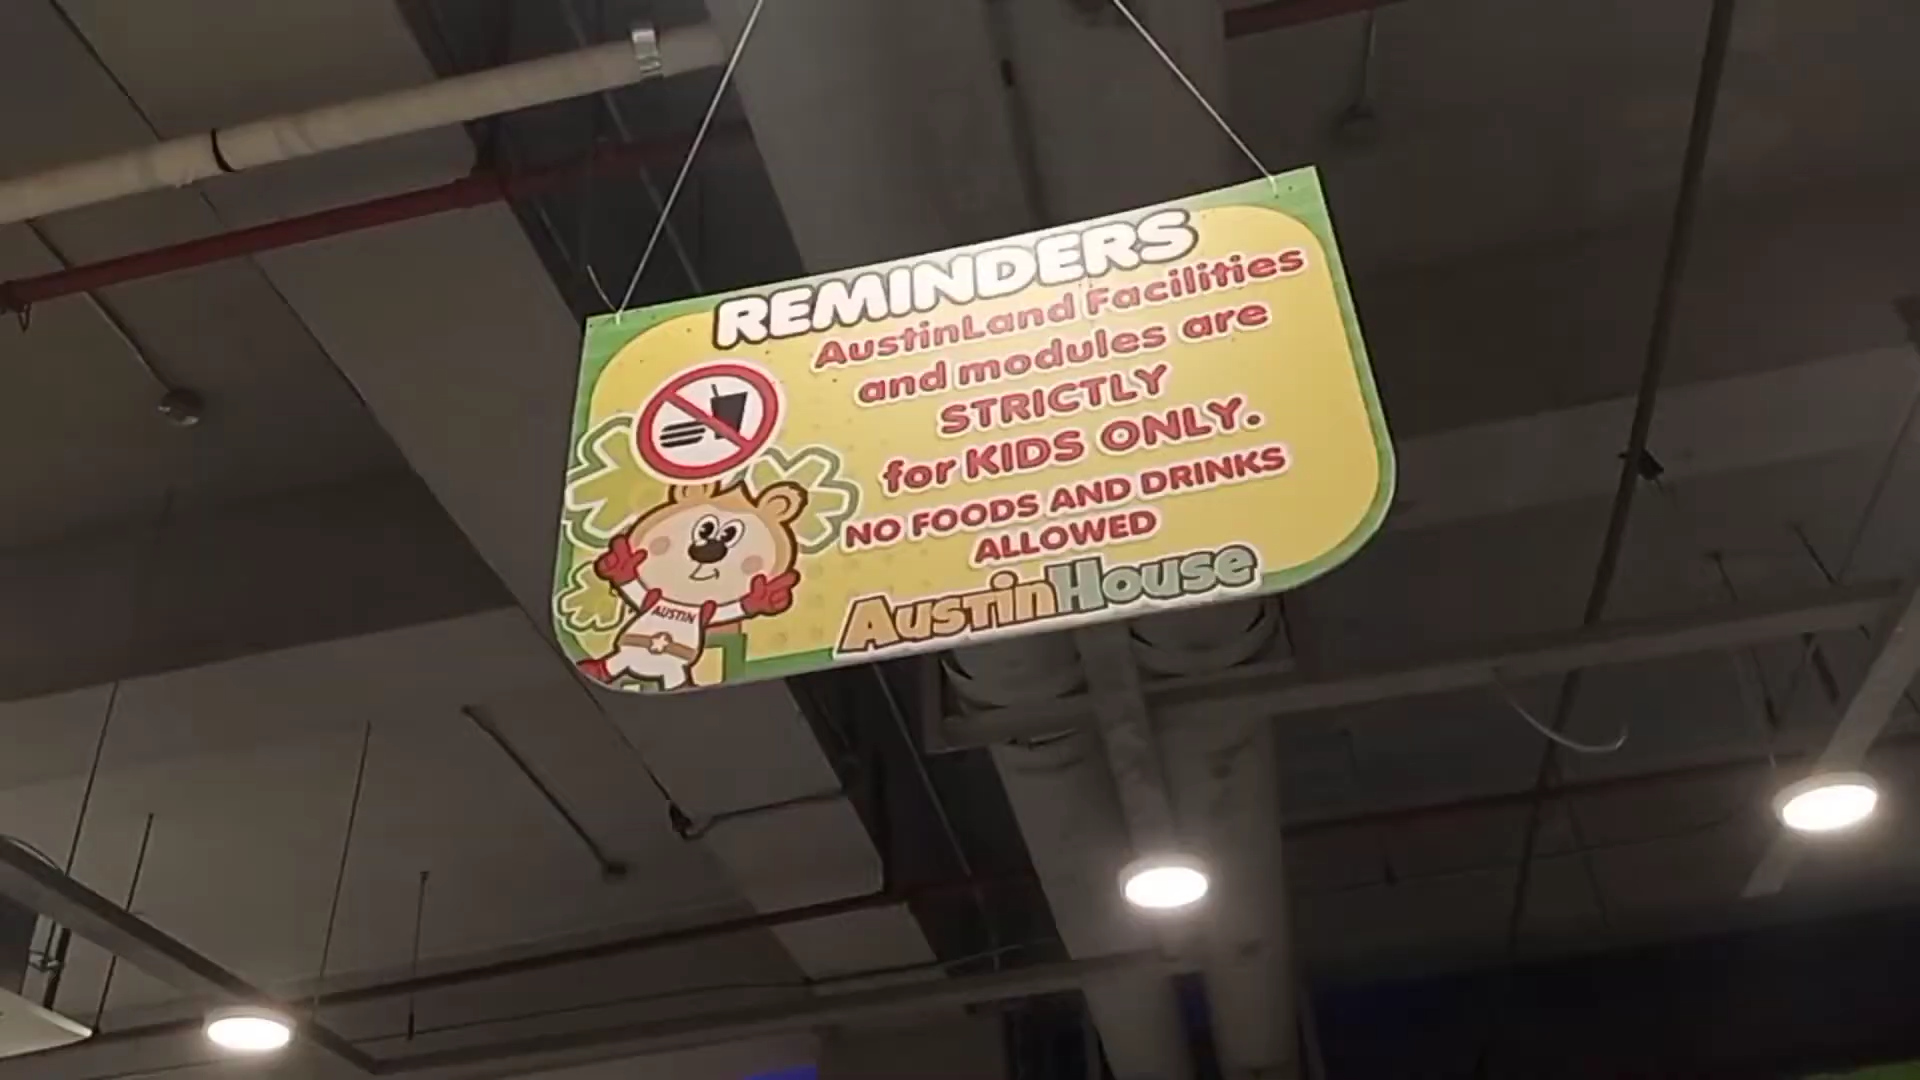 REMINDERS
AustinLand Facilities
and modules are
STRICTLY
for KIDS ONLY.
NO FOODS AND DRINKS
ALLOWED
AustinHouse
AUSTIN